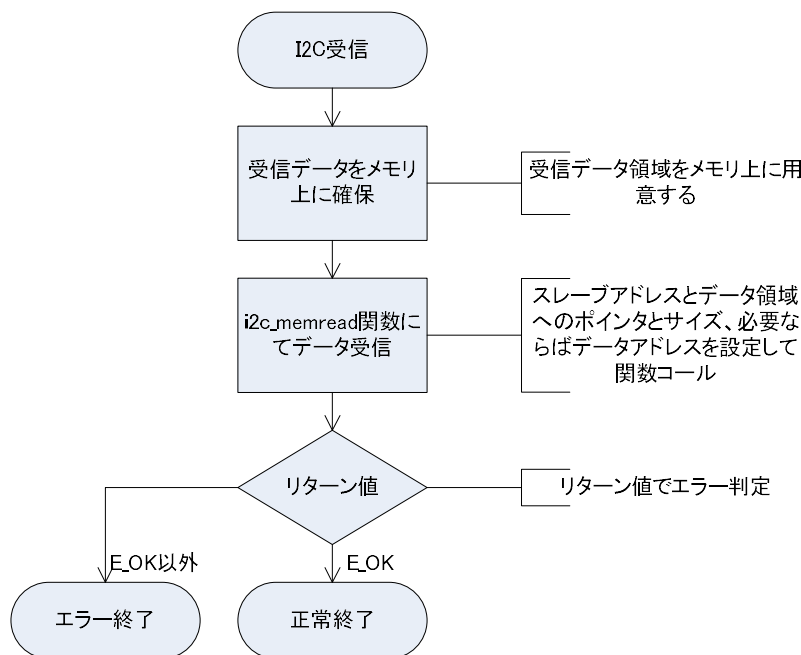 I2C受信
受信データをメモリ
上に確保
受信データ領域をメモリ上に用
意する
i2c_memread関数に
てデータ受信
スレーブアドレスとデータ領域
へのポインタとサイズ、必要な
らばデータアドレスを設定して
関数コール
リターン値
リターン値でエラー判定
E_OK以外
E_OK
エラー終了
正常終了